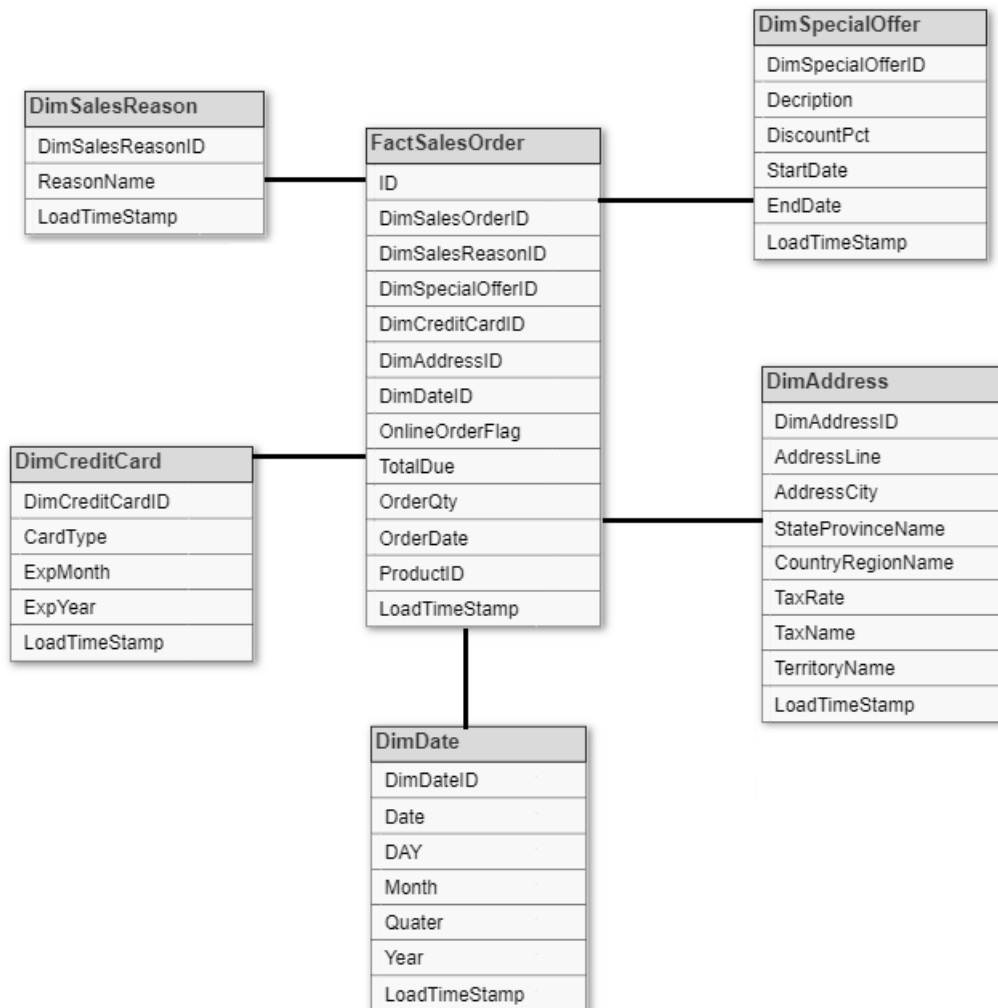 DimSpecialOffer
DimSpecialOfferID
Decription
DiscountPct
StartDate
EndDate
LoadTimeStamp
DimSalesReason
DimSalesReasonID
ReasonName
LoadTimeStamp
FactSalesOrder
ID
DimSalesOrderID
DimSalesReasonID
DimSpecialOfferID
DimCreditCardID
DimAddressID
DimDateID
OnlineOrderFlag
TotalDue
OrderQty
OrderDate
ProductID
LoadTimeStamp
DimAddress
DimAddressID
AddressLine
AddressCity
StateProvinceName
CountryRegionName
TaxRate
TaxName
TerritoryName
LoadTimeStamp
DimCreditCard
DimCreditCardID
CardType
ExpMonth
ExpYear
LoadTimeStamp
DimDate
DimDateID
Date
DAY
Month
Quater
Year
LoadTimeStamp